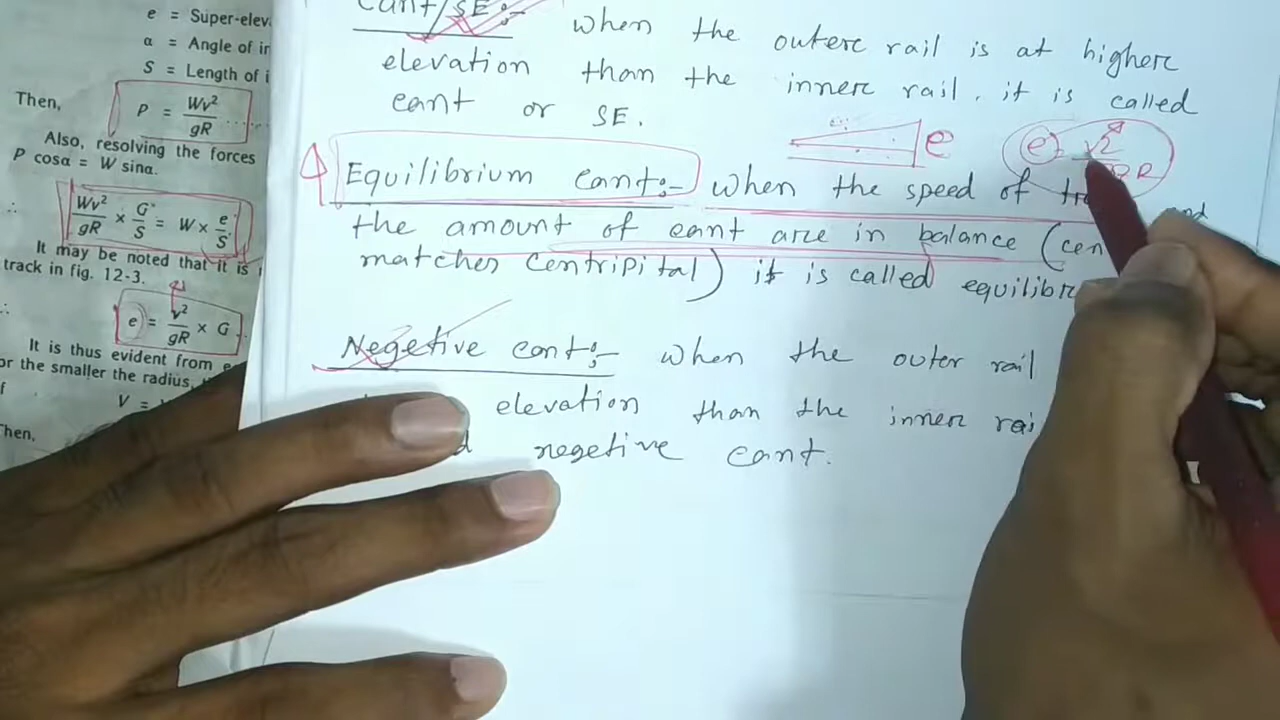 e = Super-elev
α = Angle of in
S = Length of i
Then,
P = Wv²/gR .....
Also, resolving the forces
P cosα = W sinα.
∴ Wv²/gR × G/S = W × e/S
It may be noted that it is
track in fig. 12-3.
∴ e = v²/gR × G
It is thus evident from
or the smaller the radius,
V =
Then,
Cant/SE:- when the outer rail is at higher
elevation than the inner rail. it is called
cant or SE.
e
e = V²/ R
Equilibrium cant:- when the speed of
the amount of cant are in balance (cen
matches centripital) it is called equilibr
Negetive cant:- when the outer rail
elevation than the inner rai
negetive cant.